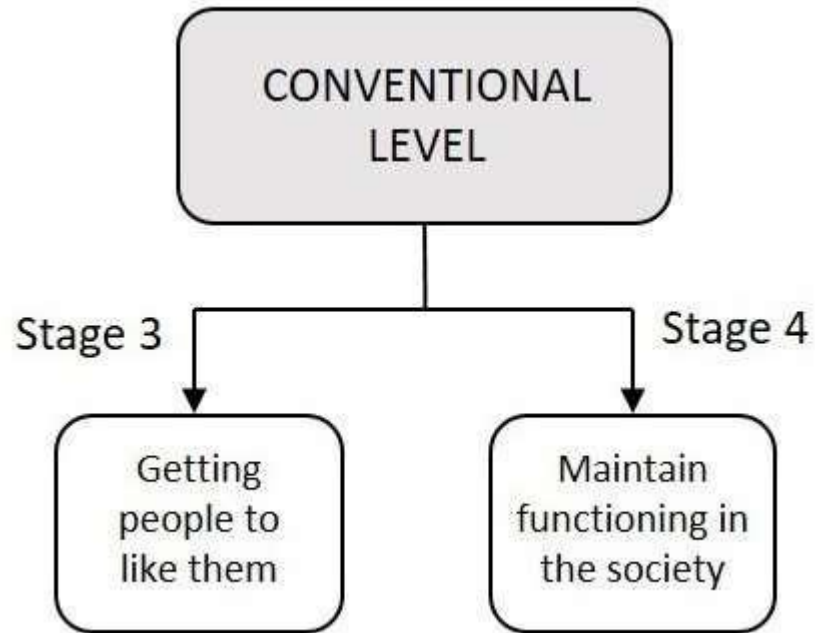 CONVENTIONAL
LEVEL
Stage 3
Stage 4
Getting
people to
like them
Maintain
functioning in
the society